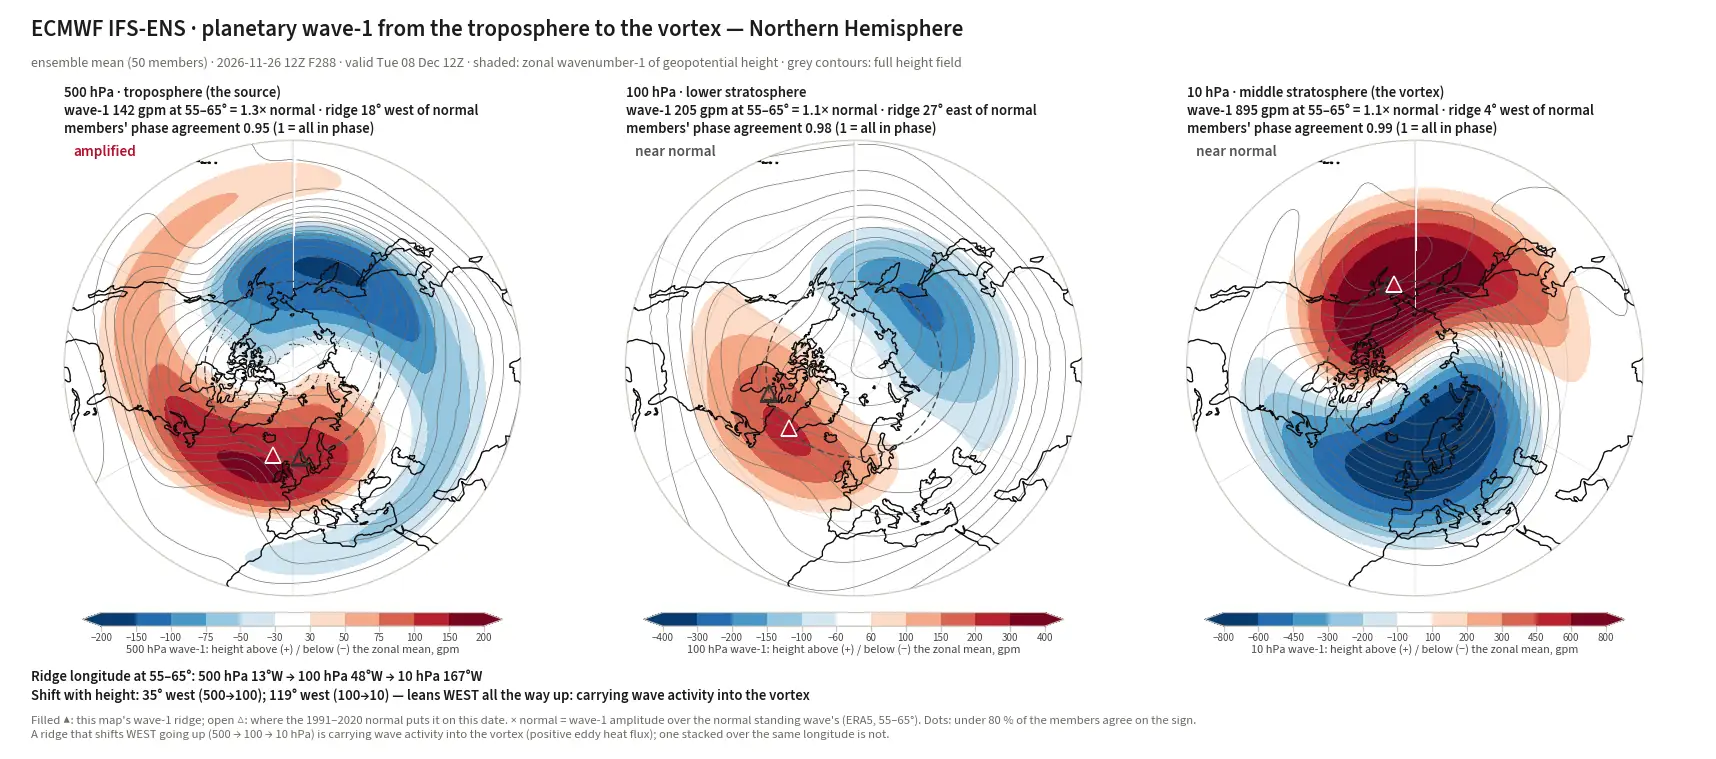 ECMWF IFS-ENS · planetary wave-1 from the troposphere to the vortex — Northern Hemisphere
ensemble mean (50 members) · 2026-11-26 12Z F288 · valid Tue 08 Dec 12Z · shaded: zonal wavenumber-1 of geopotential height · grey contours: full height field
500 hPa · troposphere (the source)
wave-1 142 gpm at 55–65° = 1.3× normal · ridge 18° west of normal
members' phase agreement 0.95 (1 = all in phase)
amplified
100 hPa · lower stratosphere
wave-1 205 gpm at 55–65° = 1.1× normal · ridge 27° east of normal
members' phase agreement 0.98 (1 = all in phase)
near normal
10 hPa · middle stratosphere (the vortex)
wave-1 895 gpm at 55–65° = 1.1× normal · ridge 4° west of normal
members' phase agreement 0.99 (1 = all in phase)
near normal
−200 −150 −100 −75 −50 −30 30 50 75 100 150 200
500 hPa wave-1: height above (+) / below (−) the zonal mean, gpm
−400 −300 −200 −150 −100 −60 60 100 150 200 300 400
100 hPa wave-1: height above (+) / below (−) the zonal mean, gpm
−800 −600 −450 −300 −200 −100 100 200 300 450 600 800
10 hPa wave-1: height above (+) / below (−) the zonal mean, gpm
Ridge longitude at 55–65°: 500 hPa 13°W → 100 hPa 48°W → 10 hPa 167°W
Shift with height: 35° west (500→100); 119° west (100→10) — leans WEST all the way up: carrying wave activity into the vortex
Filled ▲: this map's wave-1 ridge; open △: where the 1991–2020 normal puts it on this date. × normal = wave-1 amplitude over the normal standing wave's (ERA5, 55–65°). Dots: under 80 % of the members agree on the sign.
A ridge that shifts WEST going up (500 → 100 → 10 hPa) is carrying wave activity into the vortex (positive eddy heat flux); one stacked over the same longitude is not.